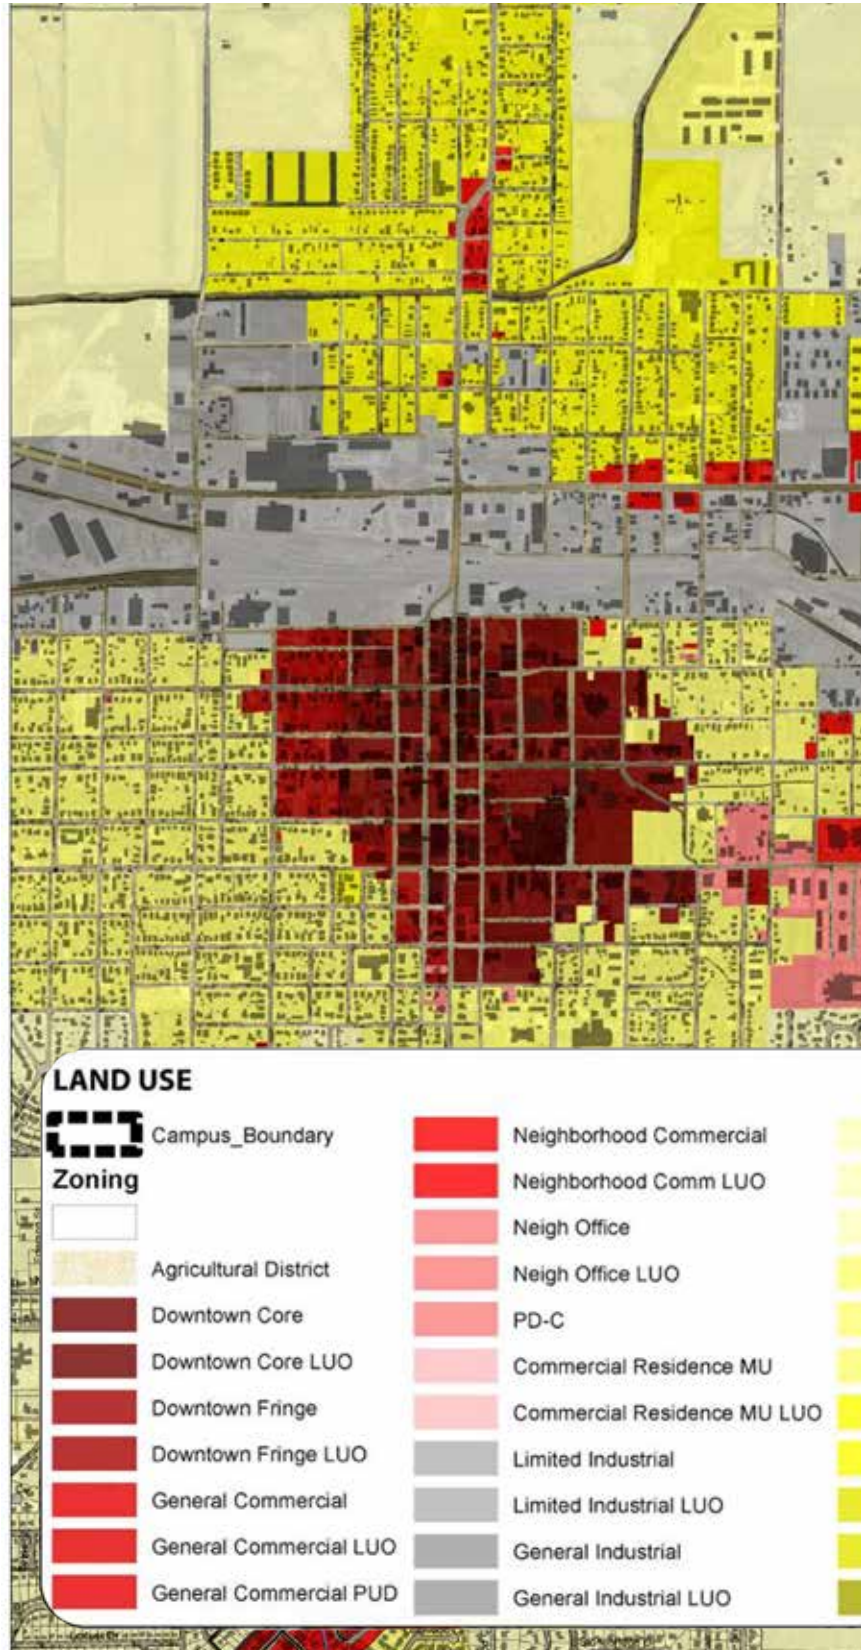 LAND USE
Campus_Boundary
Zoning
Agricultural District
Downtown Core
Downtown Core LUO
Downtown Fringe
Downtown Fringe LUO
General Commercial
General Commercial LUO
General Commercial PUD
Neighborhood Commercial
Neighborhood Comm LUO
Neigh Office
Neigh Office LUO
PD-C
Commercial Residence MU
Commercial Residence MU LUO
Limited Industrial
Limited Industrial LUO
General Industrial
General Industrial LUO